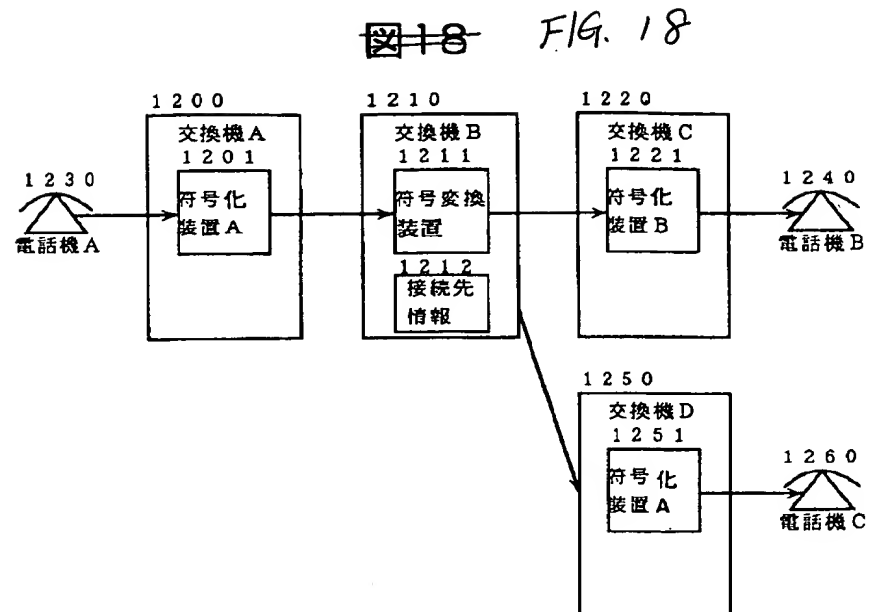 図18 FIG. 18
1200
交換機A
1201
符号化
装置A
1210
交換機B
1211
符号変換
装置
1212
接続先
情報
1220
交換機C
1221
符号化
装置B
1230
電話機A
1240
電話機B
1250
交換機D
1251
符号化
装置A
1260
電話機C